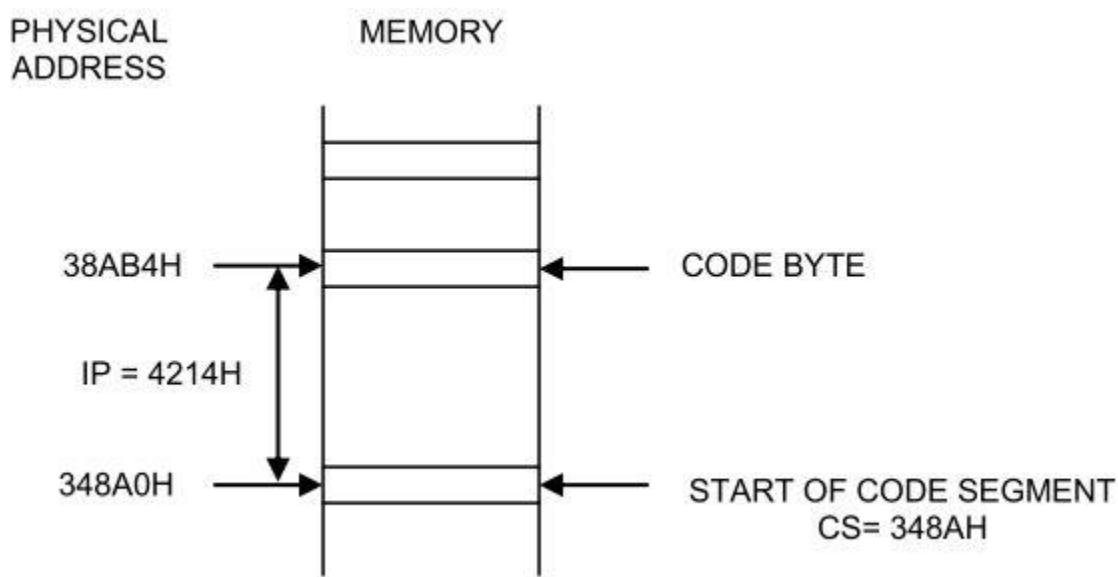 PHYSICAL
ADDRESS
MEMORY
38AB4H
CODE BYTE
IP = 4214H
348A0H
START OF CODE SEGMENT
CS= 348AH